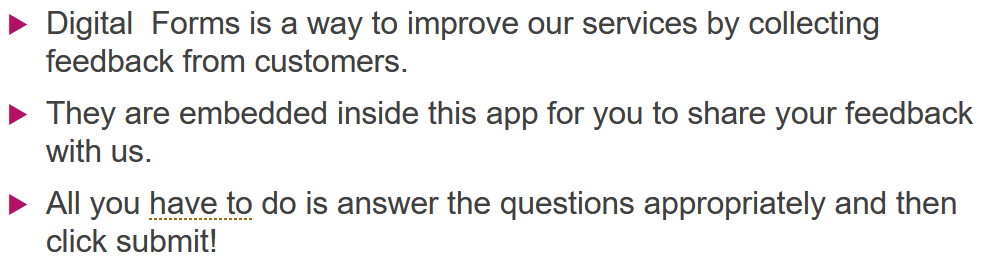 Digital  Forms is a way to improve our services by collecting
feedback from customers.
They are embedded inside this app for you to share your feedback
with us.
All you have to do is answer the questions appropriately and then
click submit!